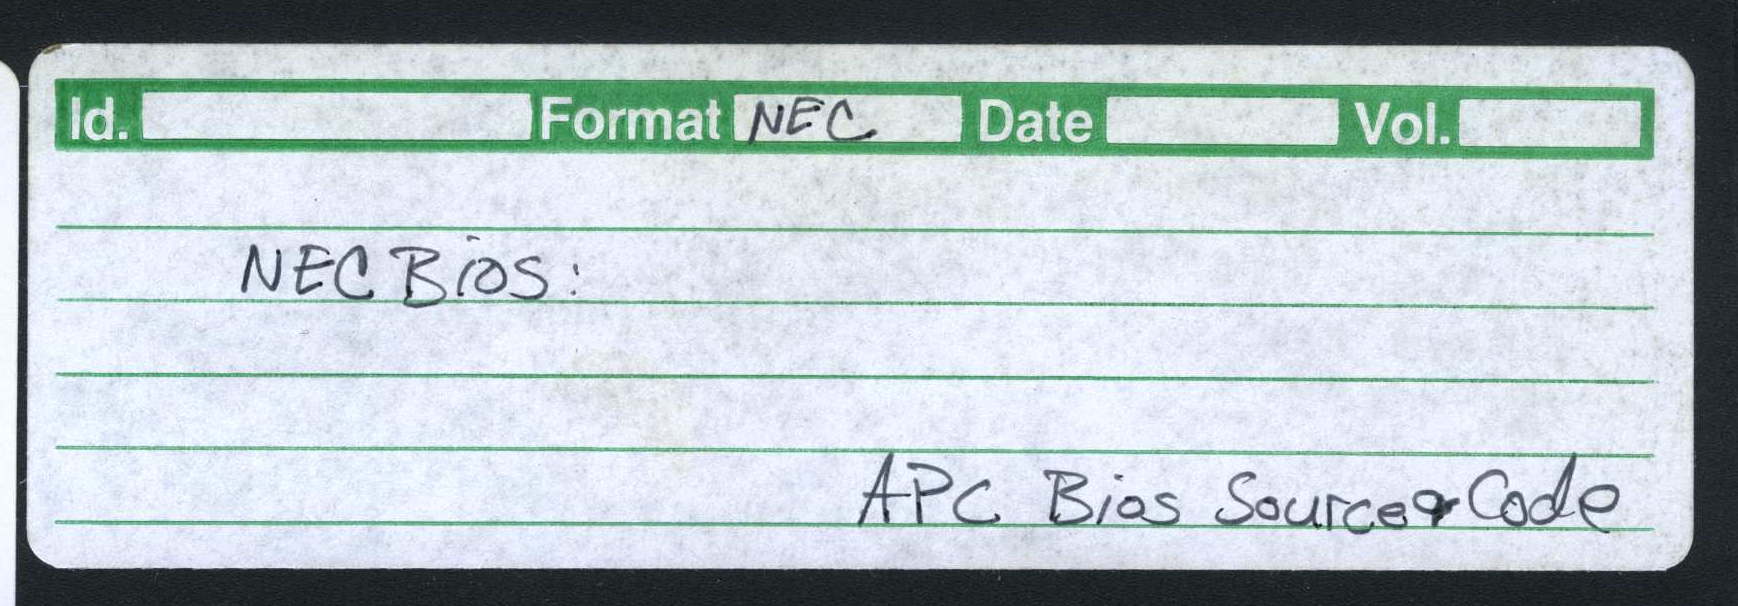 Id. Format NEC Date Vol.
NEC Bios:
APC Bios Source Code